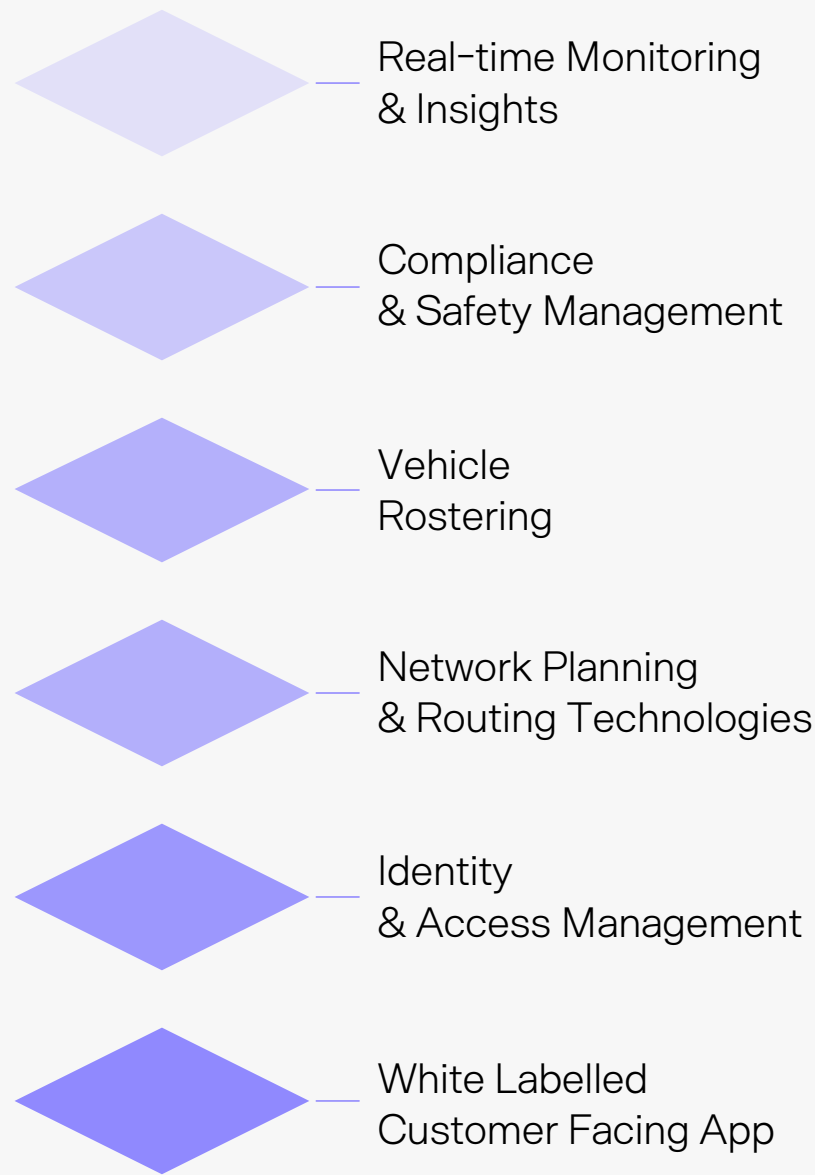 Real-time Monitoring
& Insights
Compliance
& Safety Management
Vehicle
Rostering
Network Planning
& Routing Technologies
Identity
& Access Management
White Labelled
Customer Facing App